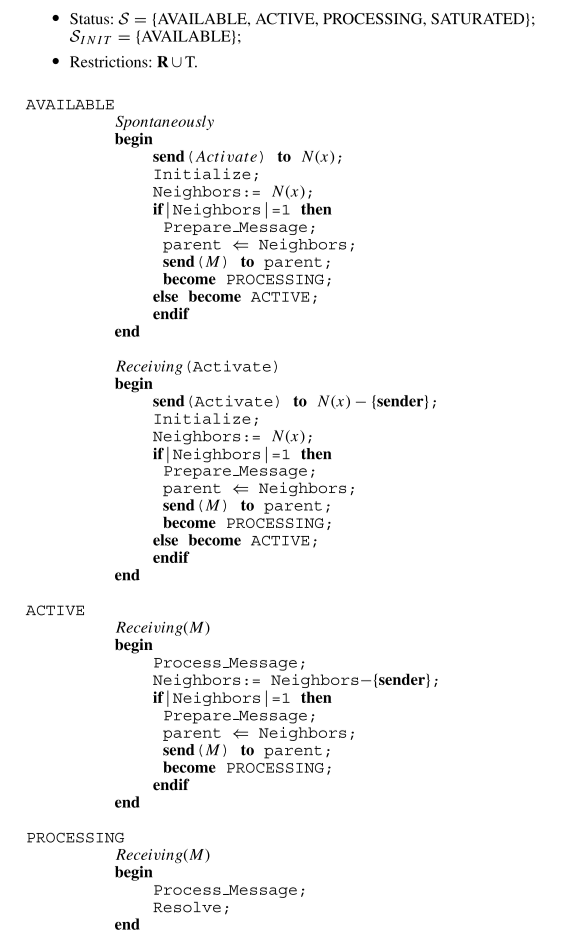 • Status: S = {AVAILABLE, ACTIVE, PROCESSING, SATURATED};
S_INIT = {AVAILABLE};
• Restrictions: R ∪ T.
AVAILABLE
Spontaneously
begin
send(Activate) to N(x);
Initialize;
Neighbors:= N(x);
if|Neighbors|=1 then
Prepare_Message;
parent ⇐ Neighbors;
send(M) to parent;
become PROCESSING;
else become ACTIVE;
endif
end
Receiving(Activate)
begin
send(Activate) to N(x) − {sender};
Initialize;
Neighbors:= N(x);
if|Neighbors|=1 then
Prepare_Message;
parent ⇐ Neighbors;
send(M) to parent;
become PROCESSING;
else become ACTIVE;
endif
end
ACTIVE
Receiving(M)
begin
Process_Message;
Neighbors:= Neighbors−{sender};
if|Neighbors|=1 then
Prepare_Message;
parent ⇐ Neighbors;
send(M) to parent;
become PROCESSING;
endif
end
PROCESSING
Receiving(M)
begin
Process_Message;
Resolve;
end